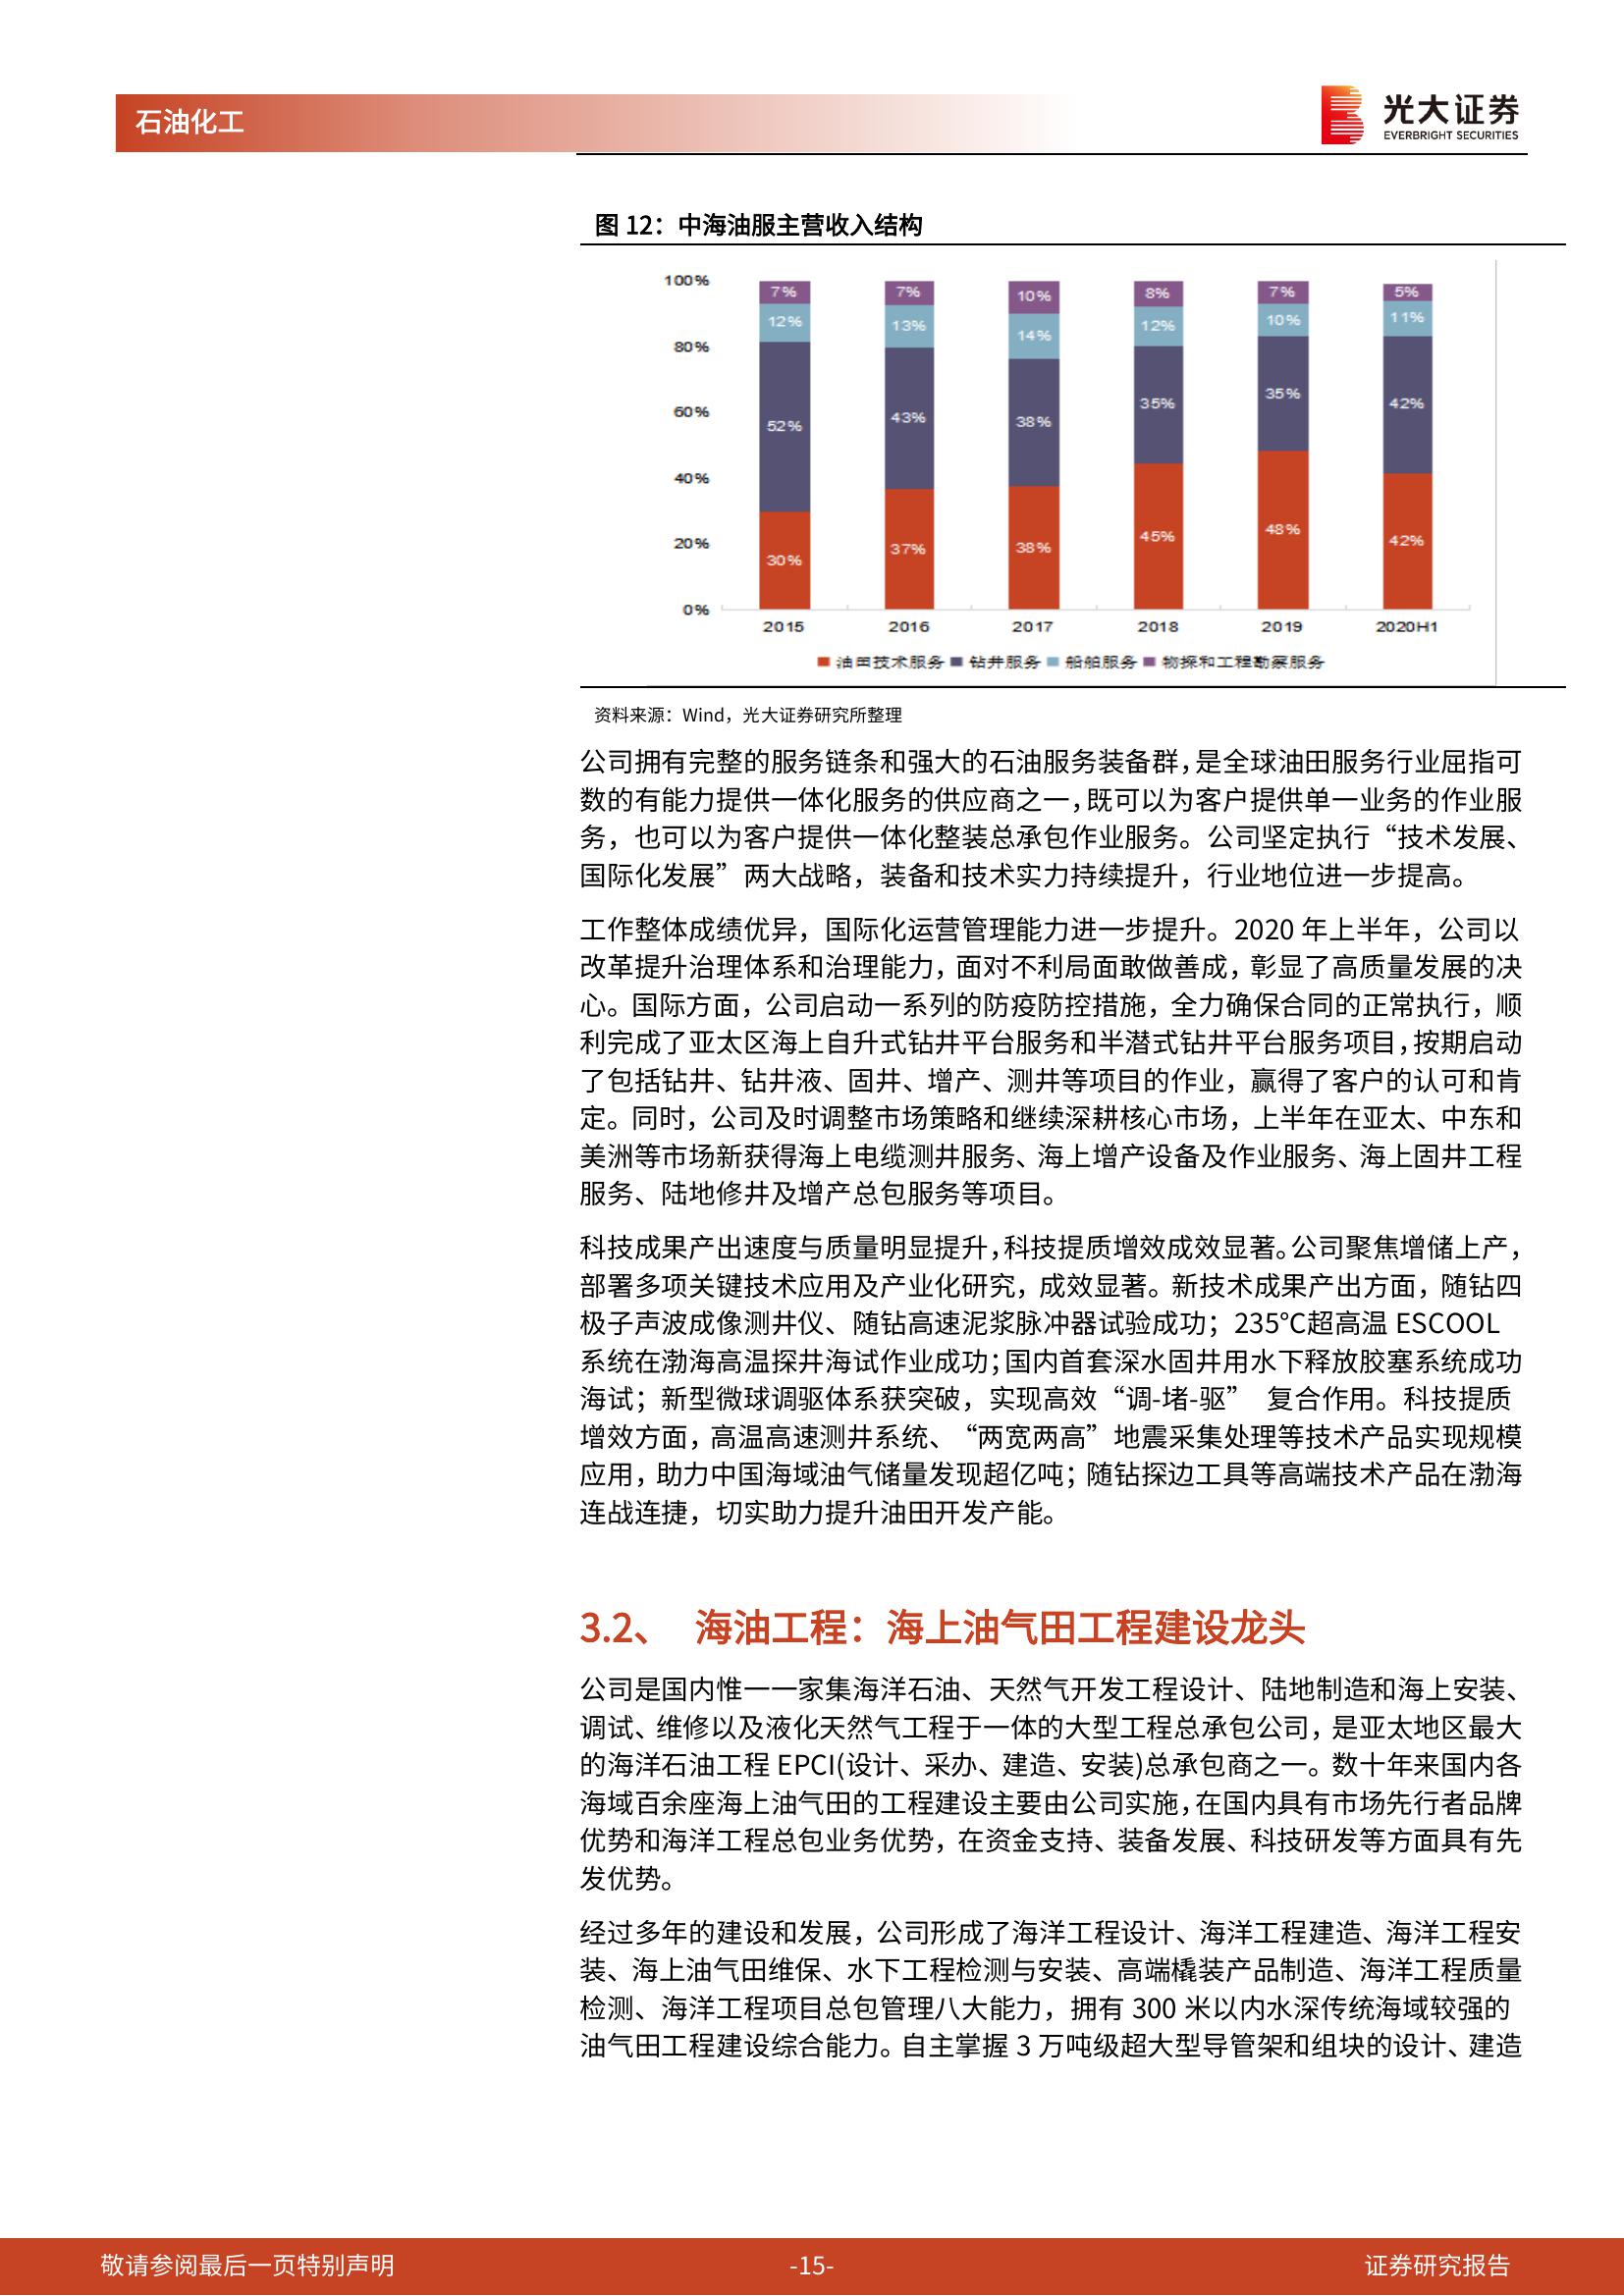 石油化工
光大证券
EVERBRIGHT SECURITIES
图 12：中海油服主营收入结构
100%
80%
60%
40%
20%
0%
7%
12%
52%
30%
7%
13%
43%
37%
10%
14%
38%
38%
8%
12%
35%
45%
7%
10%
35%
48%
5%
11%
42%
42%
2015 2016 2017 2018 2019 2020H1
油田技术服务 钻井服务 船舶服务 物探和工程勘察服务
资料来源：Wind，光大证券研究所整理
公司拥有完整的服务链条和强大的石油服务装备群，是全球油田服务行业屈指可
数的有能力提供一体化服务的供应商之一，既可以为客户提供单一业务的作业服
务，也可以为客户提供一体化整装总承包作业服务。公司坚定执行“技术发展、
国际化发展”两大战略，装备和技术实力持续提升，行业地位进一步提高。
工作整体成绩优异，国际化运营管理能力进一步提升。2020 年上半年，公司以
改革提升治理体系和治理能力，面对不利局面敢做善成，彰显了高质量发展的决
心。国际方面，公司启动一系列的防疫防控措施，全力确保合同的正常执行，顺
利完成了亚太区海上自升式钻井平台服务和半潜式钻井平台服务项目，按期启动
了包括钻井、钻井液、固井、增产、测井等项目的作业，赢得了客户的认可和肯
定。同时，公司及时调整市场策略和继续深耕核心市场，上半年在亚太、中东和
美洲等市场新获得海上电缆测井服务、海上增产设备及作业服务、海上固井工程
服务、陆地修井及增产总包服务等项目。
科技成果产出速度与质量明显提升，科技提质增效成效显著。公司聚焦增储上产，
部署多项关键技术应用及产业化研究，成效显著。新技术成果产出方面，随钻四
极子声波成像测井仪、随钻高速泥浆脉冲器试验成功；235℃超高温 ESCOOL
系统在渤海高温探井海试作业成功；国内首套深水固井用水下释放胶塞系统成功
海试；新型微球调驱体系获突破，实现高效“调-堵-驱” 复合作用。科技提质
增效方面，高温高速测井系统、“两宽两高”地震采集处理等技术产品实现规模
应用，助力中国海域油气储量发现超亿吨；随钻探边工具等高端技术产品在渤海
连战连捷，切实助力提升油田开发产能。
3.2、 海油工程：海上油气田工程建设龙头
公司是国内惟一一家集海洋石油、天然气开发工程设计、陆地制造和海上安装、
调试、维修以及液化天然气工程于一体的大型工程总承包公司，是亚太地区最大
的海洋石油工程 EPCI(设计、采办、建造、安装)总承包商之一。数十年来国内各
海域百余座海上油气田的工程建设主要由公司实施，在国内具有市场先行者品牌
优势和海洋工程总包业务优势，在资金支持、装备发展、科技研发等方面具有先
发优势。
经过多年的建设和发展，公司形成了海洋工程设计、海洋工程建造、海洋工程安
装、海上油气田维保、水下工程检测与安装、高端橇装产品制造、海洋工程质量
检测、海洋工程项目总包管理八大能力，拥有 300 米以内水深传统海域较强的
油气田工程建设综合能力。自主掌握 3 万吨级超大型导管架和组块的设计、建造
敬请参阅最后一页特别声明 -15- 证券研究报告